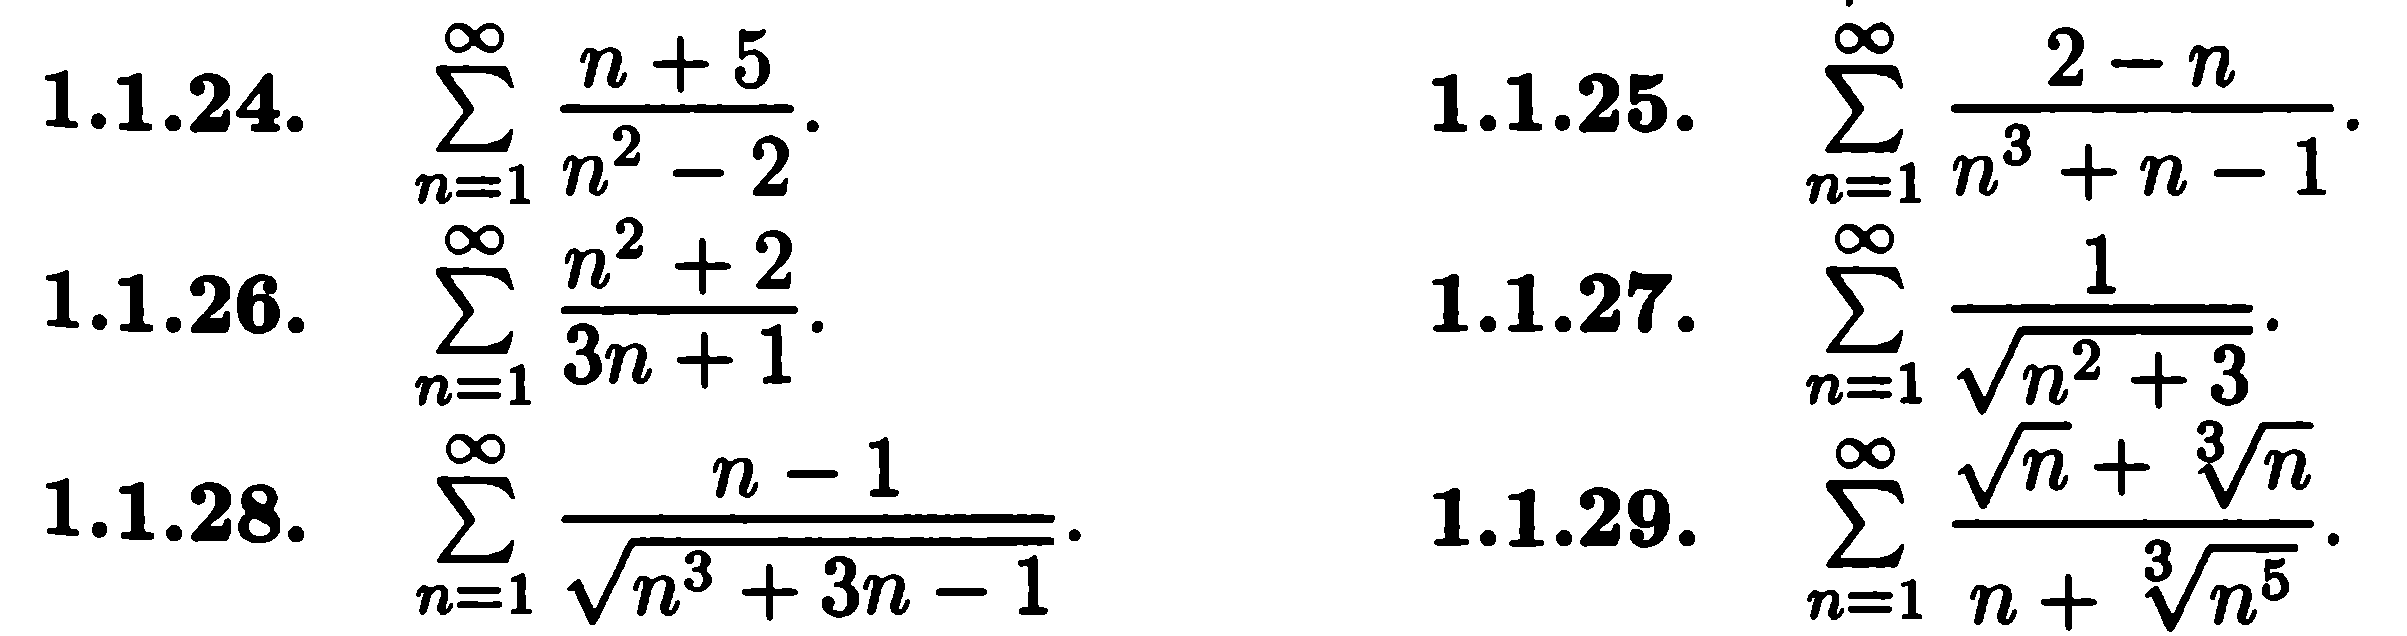 1.1.24. $\sum_{n=1}^{\infty} \frac{n+5}{n^2-2}.$ 1.1.25. $\sum_{n=1}^{\infty} \frac{2-n}{n^3+n-1}.$
1.1.26. $\sum_{n=1}^{\infty} \frac{n^2+2}{3n+1}.$ 1.1.27. $\sum_{n=1}^{\infty} \frac{1}{\sqrt{n^2+3}}.$
1.1.28. $\sum_{n=1}^{\infty} \frac{n-1}{\sqrt{n^3+3n-1}}.$ 1.1.29. $\sum_{n=1}^{\infty} \frac{\sqrt{n}+\sqrt[3]{n}}{n+\sqrt[3]{n^5}}.$